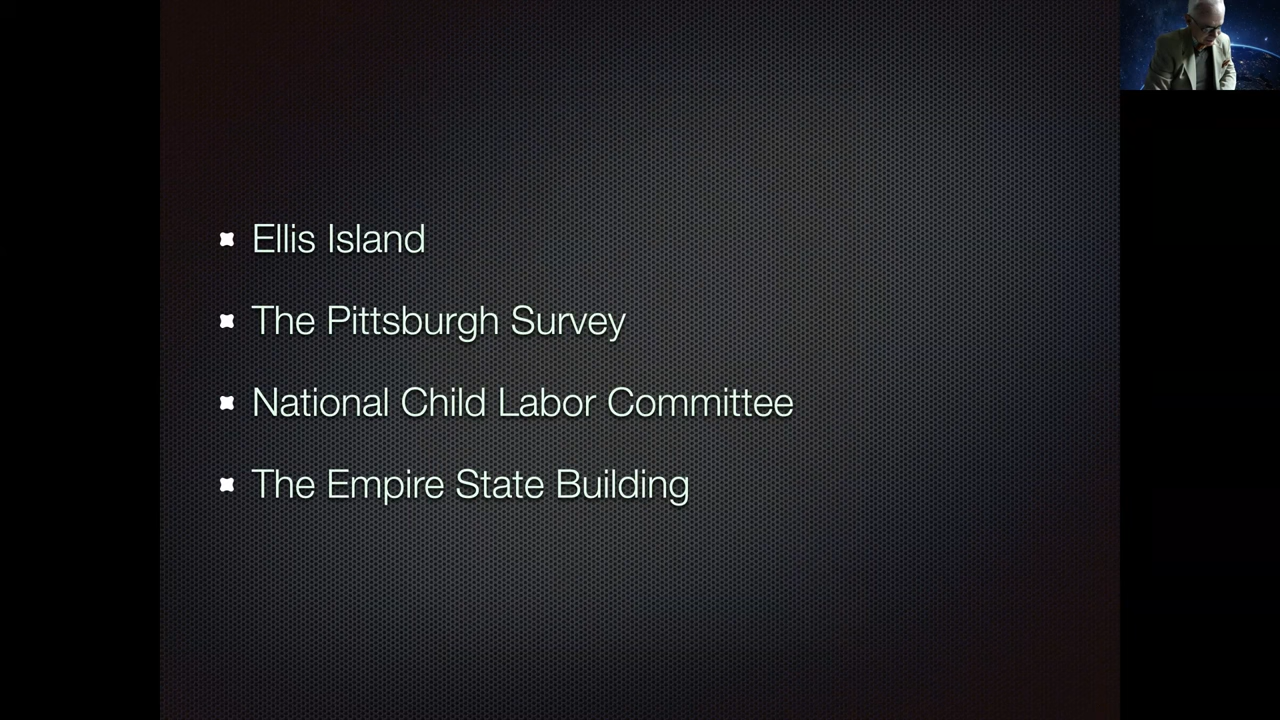 Ellis Island
The Pittsburgh Survey
National Child Labor Committee
The Empire State Building